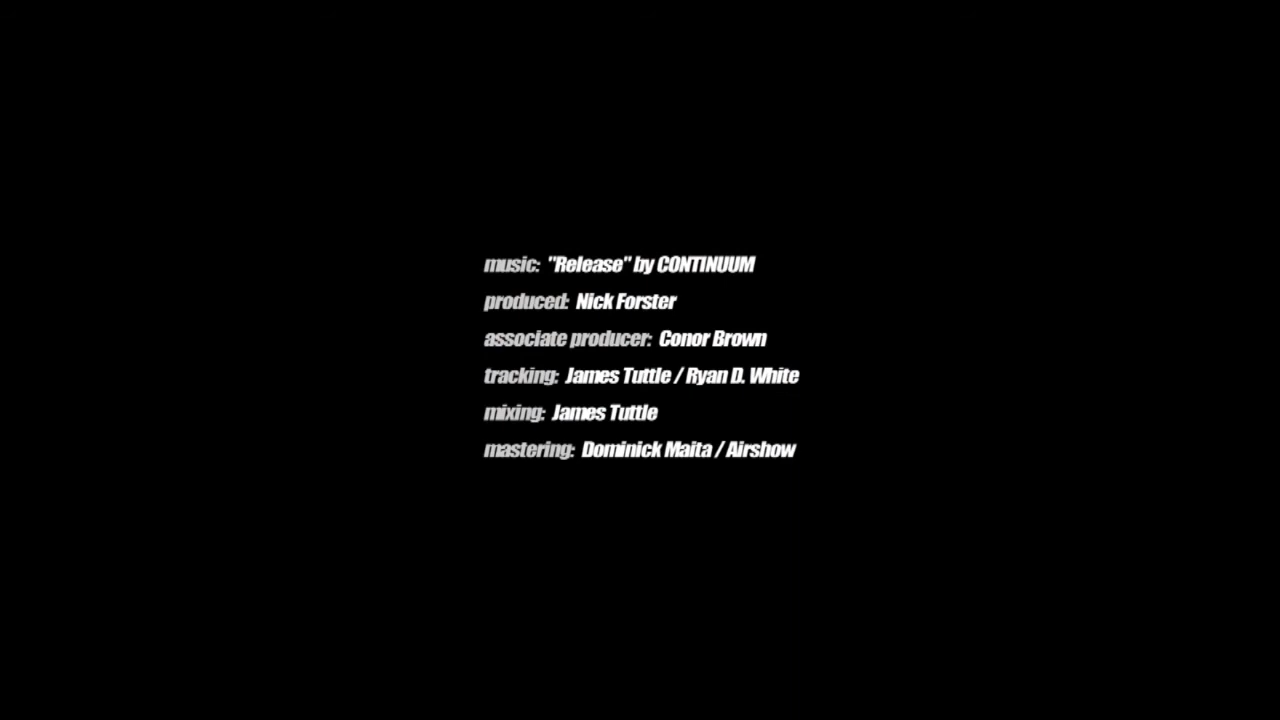 music: "Release" by CONTINUUM
produced: Nick Forster
associate producer: Conor Brown
tracking: James Tuttle / Ryan D. White
mixing: James Tuttle
mastering: Dominick Maita / Airshow